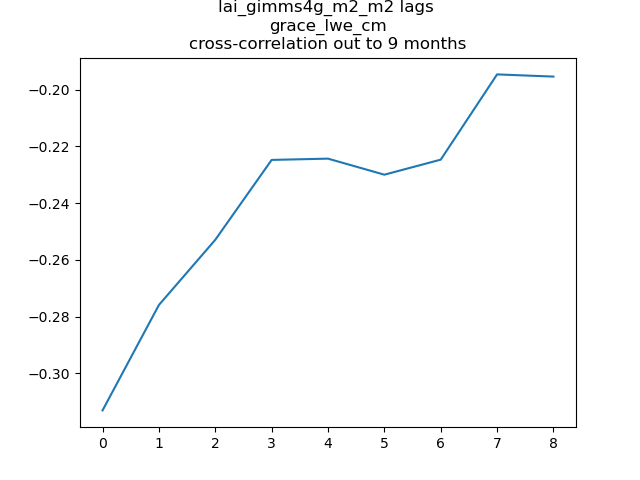 lai_gimms4g_m2_m2 lags
grace_lwe_cm
cross-correlation out to 9 months
−0.20
−0.22
−0.24
−0.26
−0.28
−0.30
0 1 2 3 4 5 6 7 8